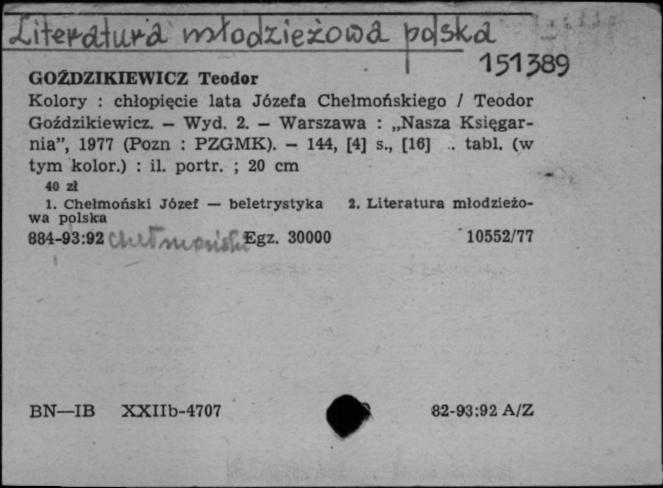 Literatura młodzieżowa polska
151389
GOŹDZIKIEWICZ Teodor
Kolory : chłopięcie lata Józefa Chełmońskiego / Teodor
Goździkiewicz. — Wyd. 2. — Warszawa : „Nasza Księgar-
nia”, 1977 (Pozn : PZGMK). — 144, [4] s., [16] .. tabl. (w
tym kolor.) : il. portr. ; 20 cm
40 zł
1. Chełmoński Józef — beletrystyka 2. Literatura młodzieżo-
wa polska
884-93:92 Chełmoński Egz. 30000 10552/77
BN—IB XXIIb-4707 82-93:92 A/Z